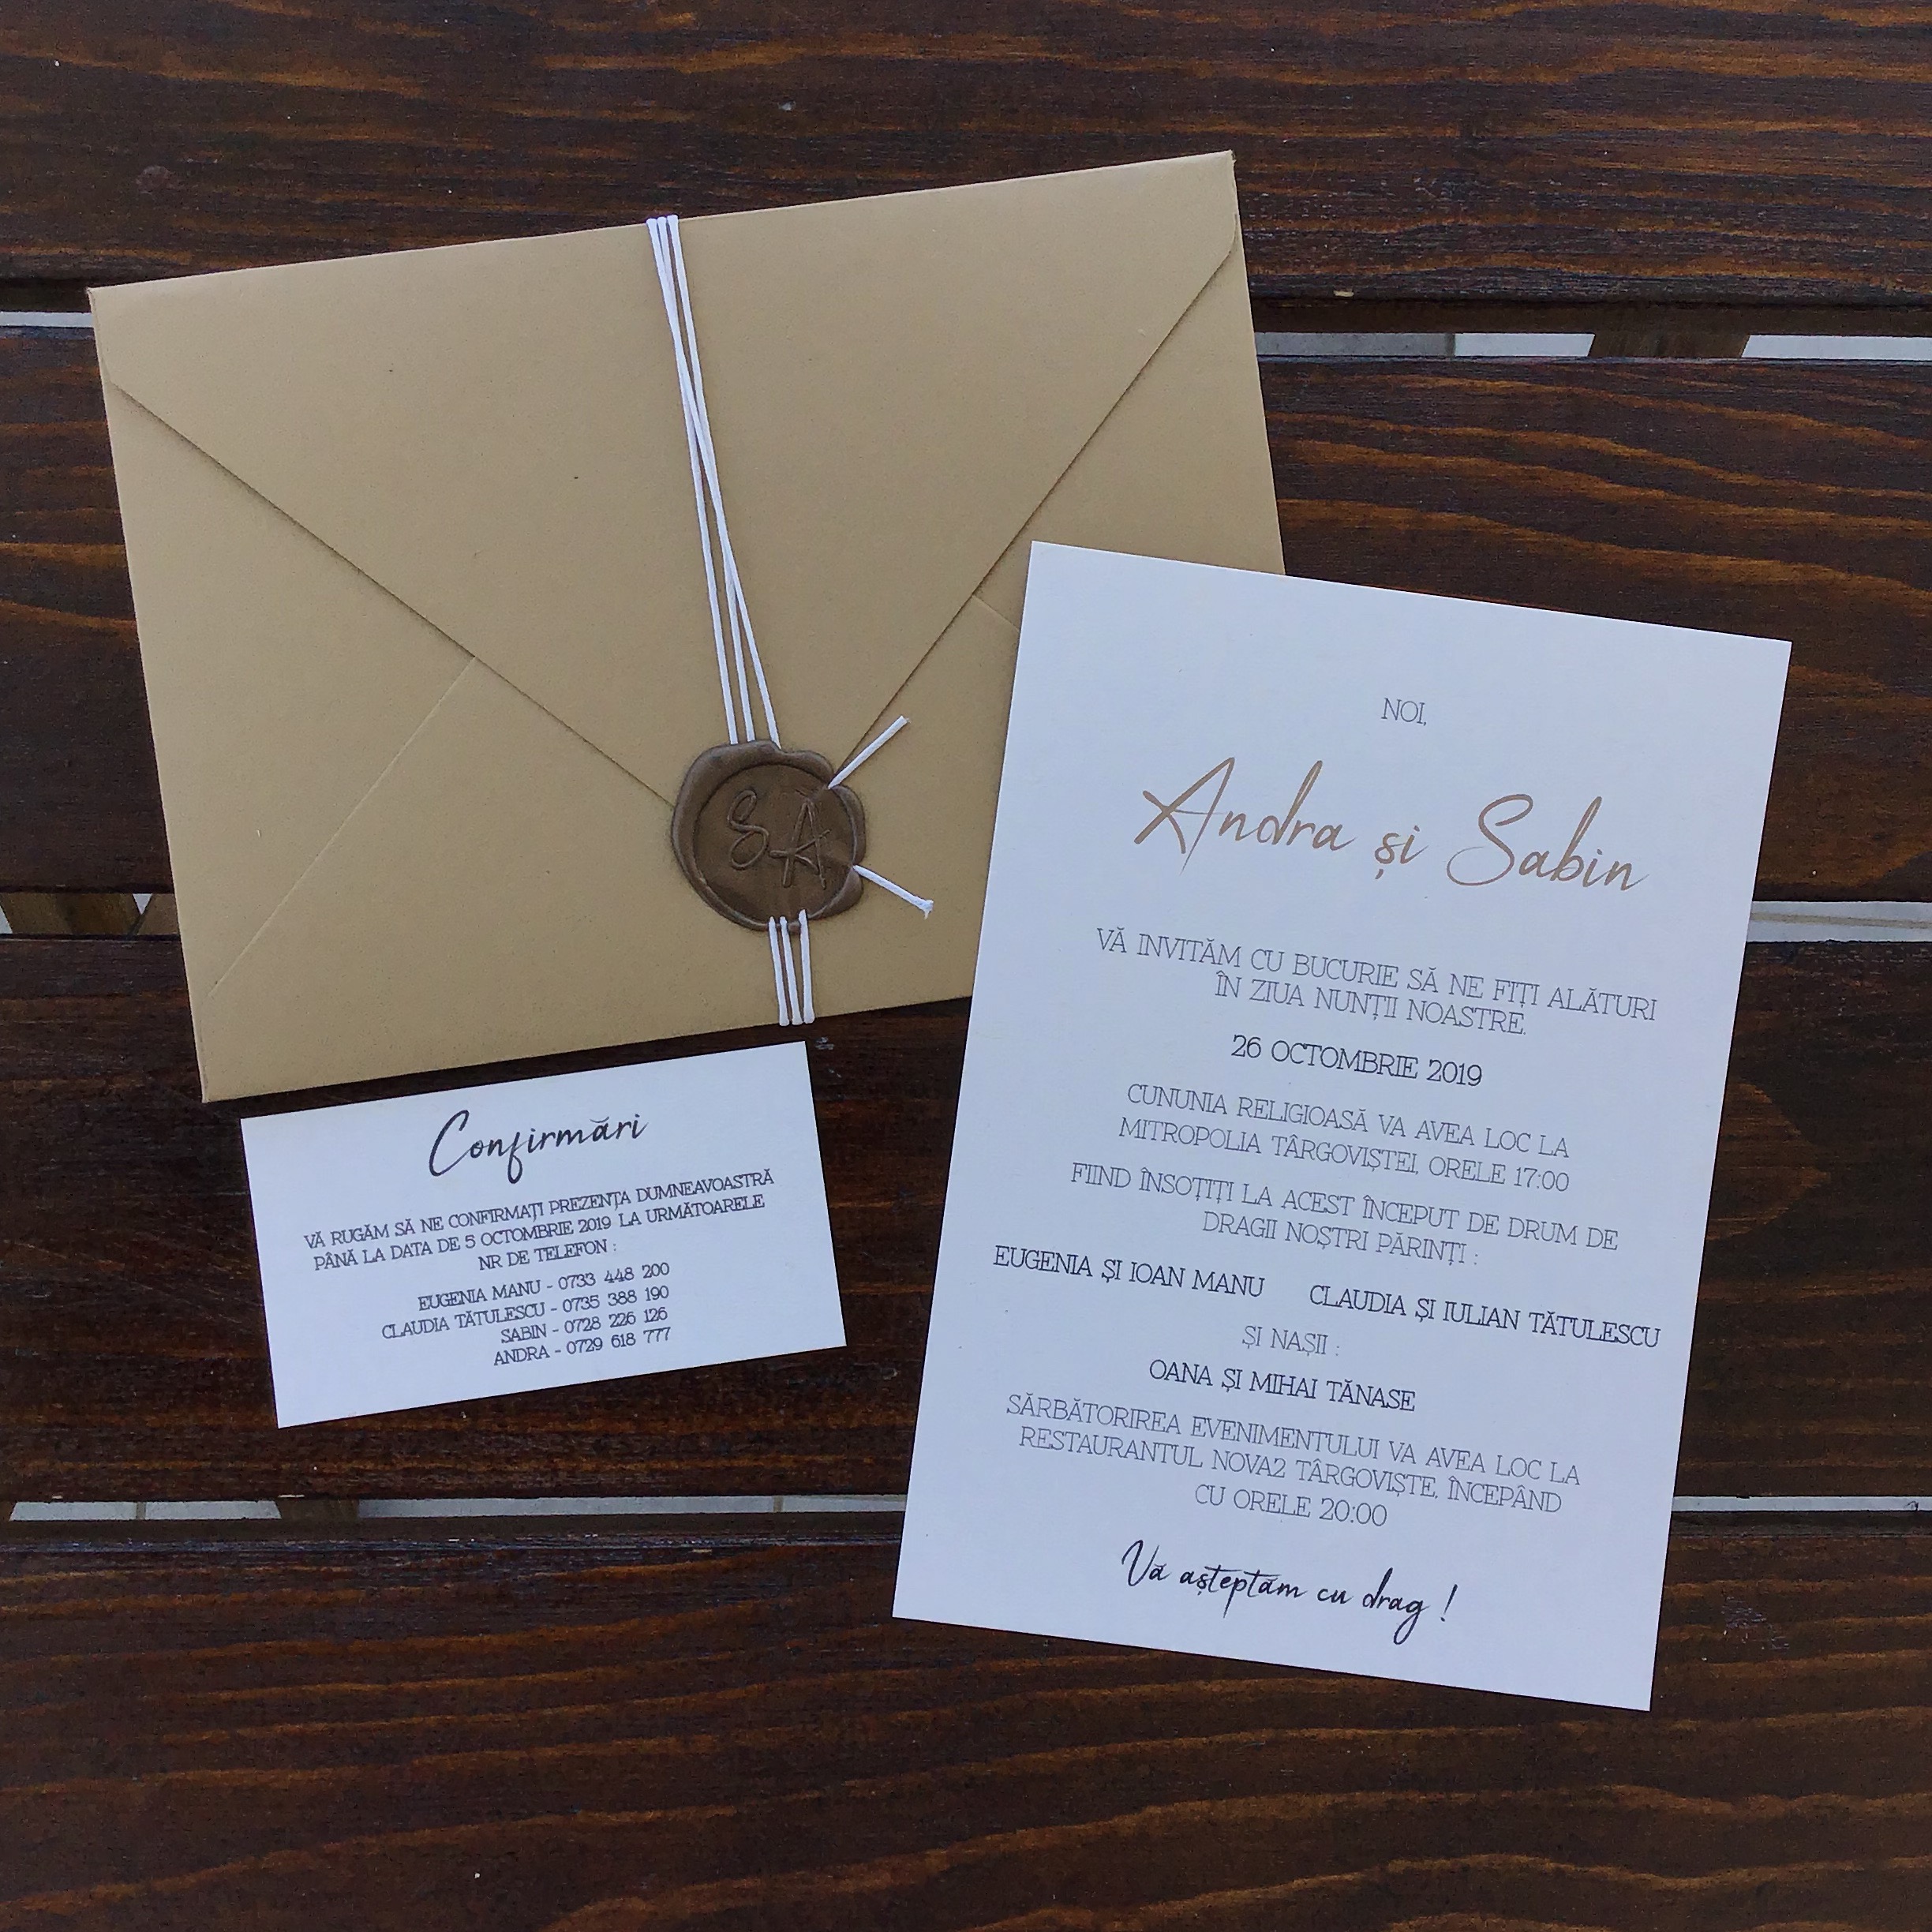 S A
Confirmări
VĂ RUGĂM SĂ NE CONFIRMAȚI PREZENȚA DUMNEAVOASTRĂ
PÂNĂ LA DATA DE 5 OCTOMBRIE 2019 LA URMĂTOARELE
NR DE TELEFON :
EUGENIA MANU - 0733 448 200
CLAUDIA TĂTULESCU - 0735 388 190
SABIN - 0728 226 126
ANDRA - 0729 618 777
NOI,
Andra și Sabin
VĂ INVITĂM CU BUCURIE SĂ NE FIȚI ALĂTURI
ÎN ZIUA NUNȚII NOASTRE,
26 OCTOMBRIE 2019
CUNUNIA RELIGIOASĂ VA AVEA LOC LA
MITROPOLIA TÂRGOVIȘTEI, ORELE 17:00
FIIND ÎNSOȚIȚI LA ACEST ÎNCEPUT DE DRUM DE
DRAGII NOȘTRI PĂRINȚI :
EUGENIA ȘI IOAN MANU CLAUDIA ȘI IULIAN TĂTULESCU
ȘI NAȘII :
OANA ȘI MIHAI TĂNASE
SĂRBĂTORIREA EVENIMENTULUI VA AVEA LOC LA
RESTAURANTUL NOVA2 TÂRGOVIȘTE, ÎNCEPÂND
CU ORELE 20:00
Vă așteptăm cu drag !